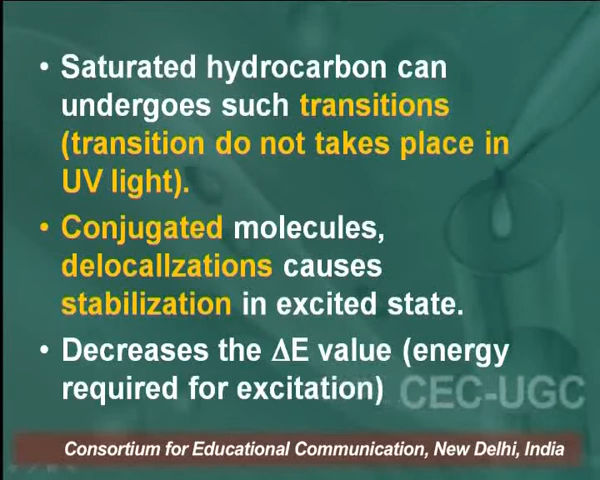 • Saturated hydrocarbon can
undergoes such transitions
(transition do not takes place in
UV light).
• Conjugated molecules,
delocallzations causes
stabilization in excited state.
• Decreases the ΔE value (energy
required for excitation)
CEC-UGC
Consortium for Educational Communication, New Delhi, India